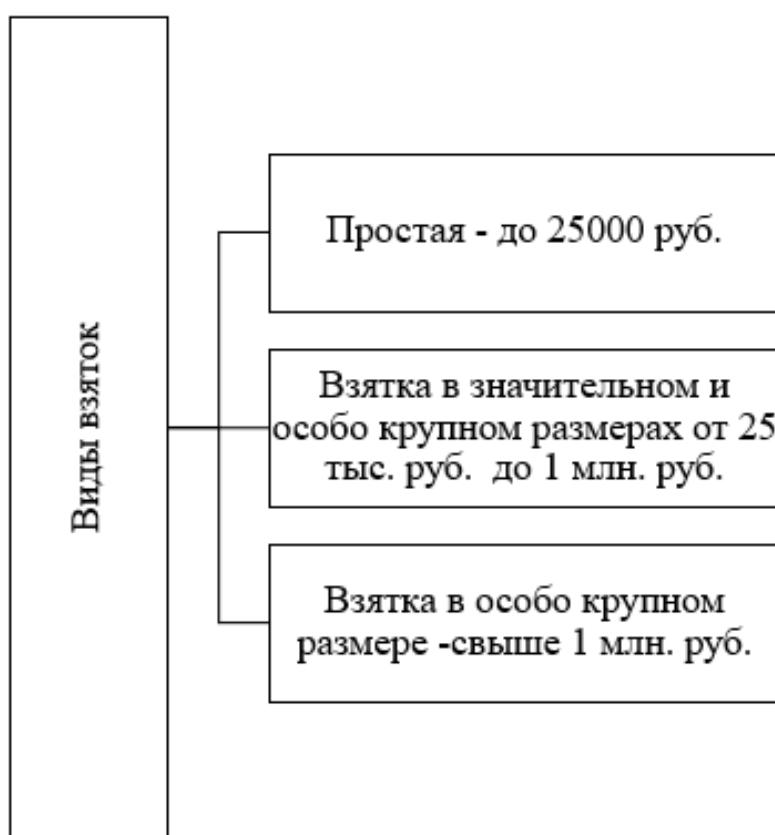 Виды взяток
Простая - до 25000 руб.
Взятка в значительном и
особо крупном размерах от 25
тыс. руб.  до 1 млн. руб.
Взятка в особо крупном
размере -свыше 1 млн. руб.